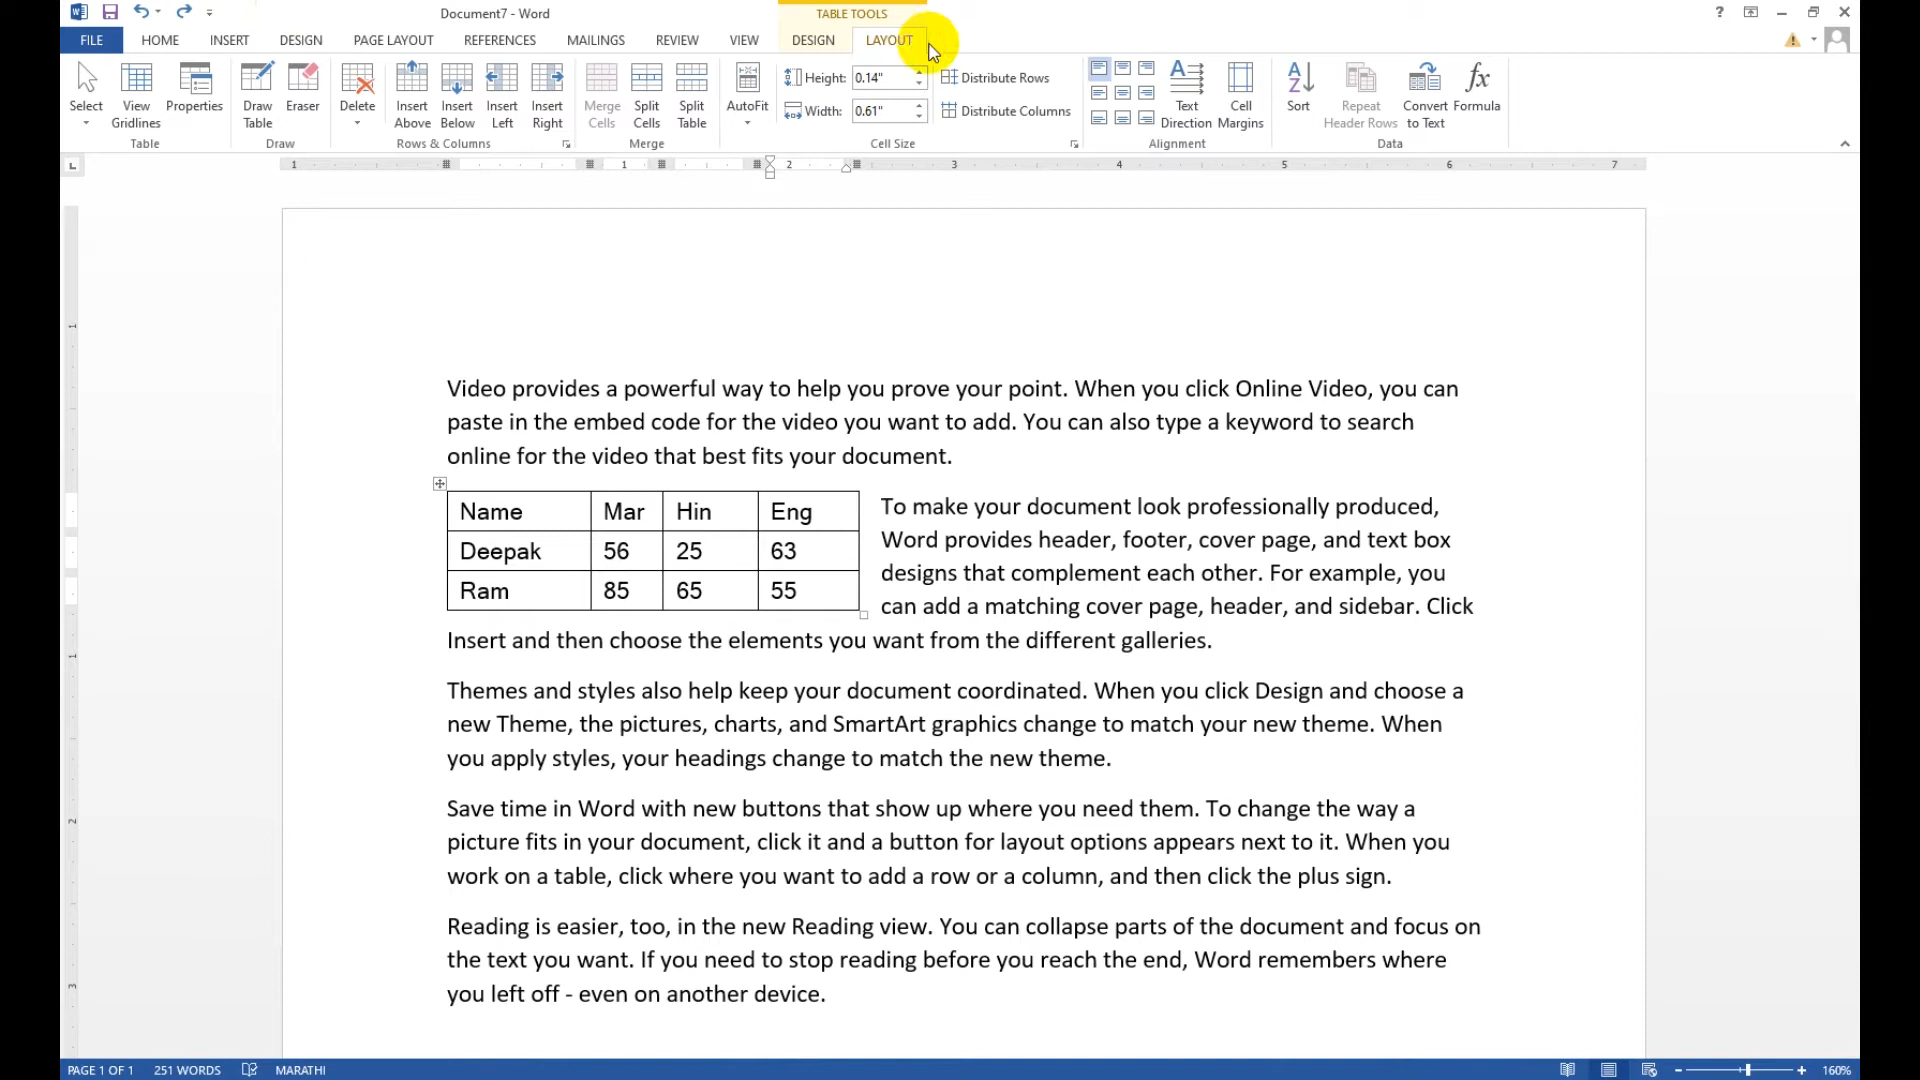 Document7 - Word
TABLE TOOLS
?
FILE HOME INSERT DESIGN PAGE LAYOUT REFERENCES MAILINGS REVIEW VIEW DESIGN LAYOUT
Select
View Gridlines
Properties
Draw Table
Eraser
Delete
Insert Above
Insert Below
Insert Left
Insert Right
Merge Cells
Split Cells
Split Table
AutoFit
Height: 0.14"
Width: 0.61"
Distribute Rows
Distribute Columns
Text Direction
Cell Margins
Sort
Repeat Header Rows
Convert to Text
Formula
Table Draw Rows & Columns Merge Cell Size Alignment Data
1 1 2 3 4 5 6 7
Video provides a powerful way to help you prove your point. When you click Online Video, you can
paste in the embed code for the video you want to add. You can also type a keyword to search
online for the video that best fits your document.
Name Mar Hin Eng
Deepak 56 25 63
Ram 85 65 55
To make your document look professionally produced,
Word provides header, footer, cover page, and text box
designs that complement each other. For example, you
can add a matching cover page, header, and sidebar. Click
Insert and then choose the elements you want from the different galleries.
Themes and styles also help keep your document coordinated. When you click Design and choose a
new Theme, the pictures, charts, and SmartArt graphics change to match your new theme. When
you apply styles, your headings change to match the new theme.
Save time in Word with new buttons that show up where you need them. To change the way a
picture fits in your document, click it and a button for layout options appears next to it. When you
work on a table, click where you want to add a row or a column, and then click the plus sign.
Reading is easier, too, in the new Reading view. You can collapse parts of the document and focus on
the text you want. If you need to stop reading before you reach the end, Word remembers where
you left off - even on another device.
1
1
2
3
PAGE 1 OF 1 251 WORDS MARATHI 160%